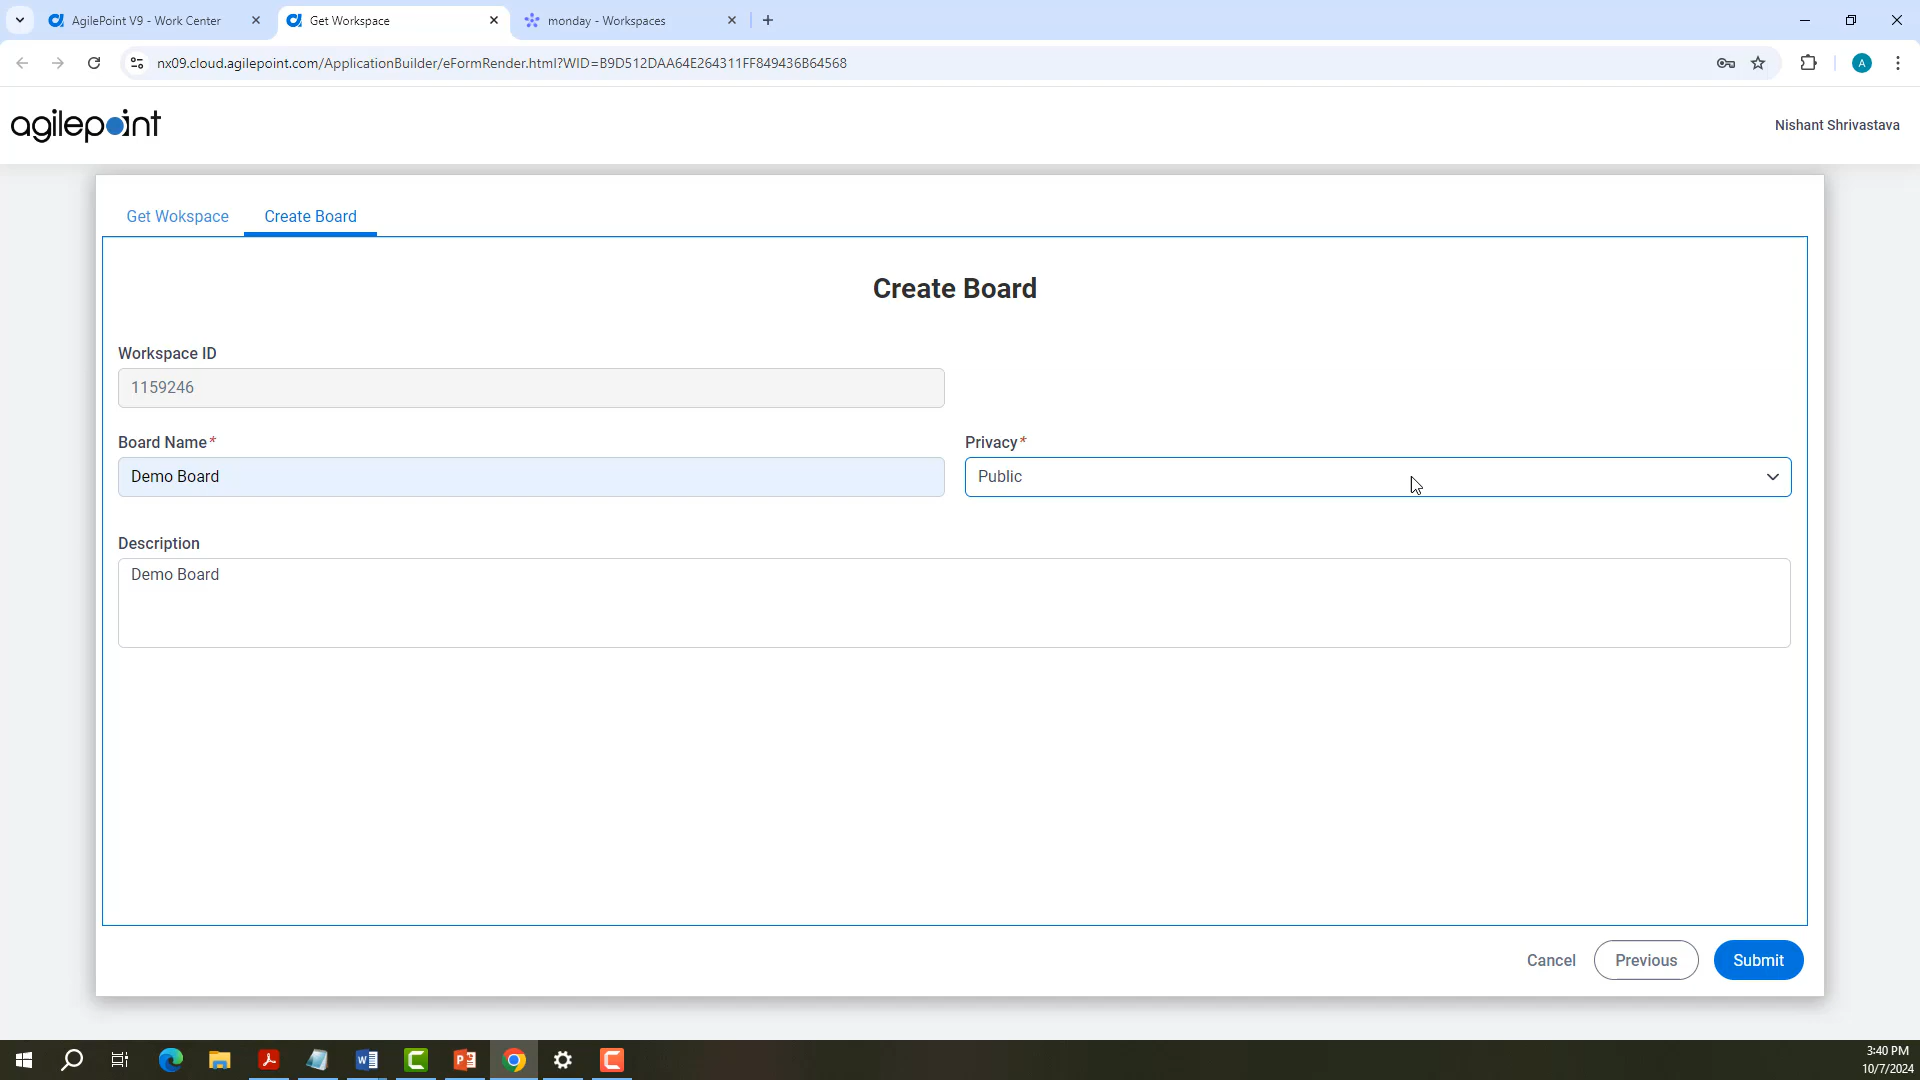 AgilePoint V9 - Work Center
Get Workspace
monday - Workspaces
nx09.cloud.agilepoint.com/ApplicationBuilder/eFormRender.html?WID=B9D512DAA64E264311FF849436B64568
A
agilepoint
Nishant Shrivastava
Get Wokspace
Create Board
Create Board
Workspace ID
1159246
Board Name*
Privacy*
Demo Board
Public
Description
Demo Board
Cancel
Previous
Submit
3:40 PM
10/7/2024